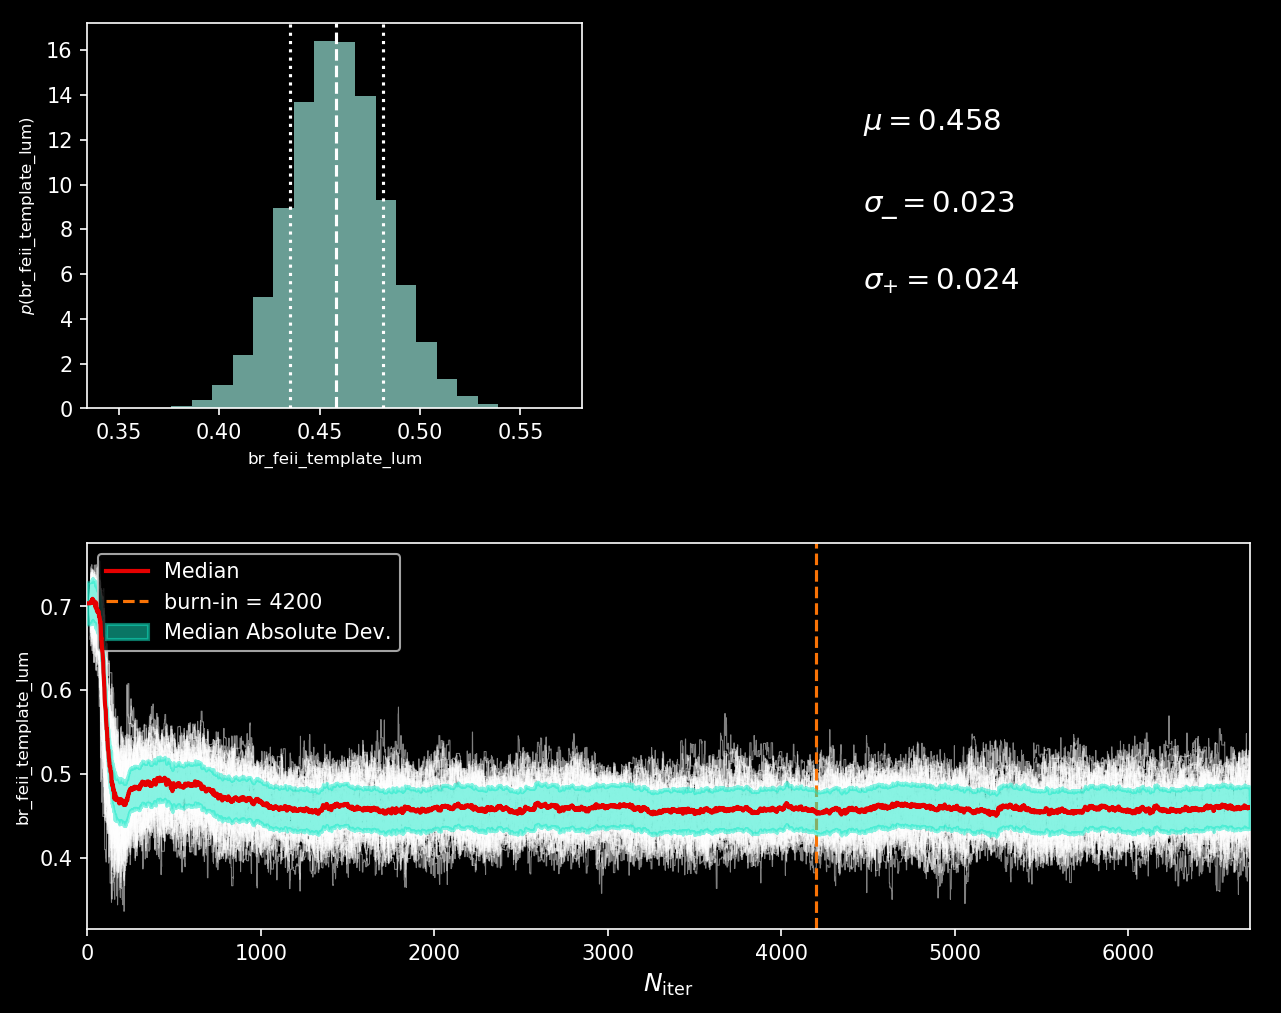 16
14
12
10
8
6
4
2
0
p(br_feii_template_lum)
0.35 0.40 0.45 0.50 0.55
br_feii_template_lum
μ = 0.458
σ₋ = 0.023
σ₊ = 0.024
Median
burn-in = 4200
Median Absolute Dev.
0.7
0.6
0.5
0.4
br_feii_template_lum
0 1000 2000 3000 4000 5000 6000
N_iter